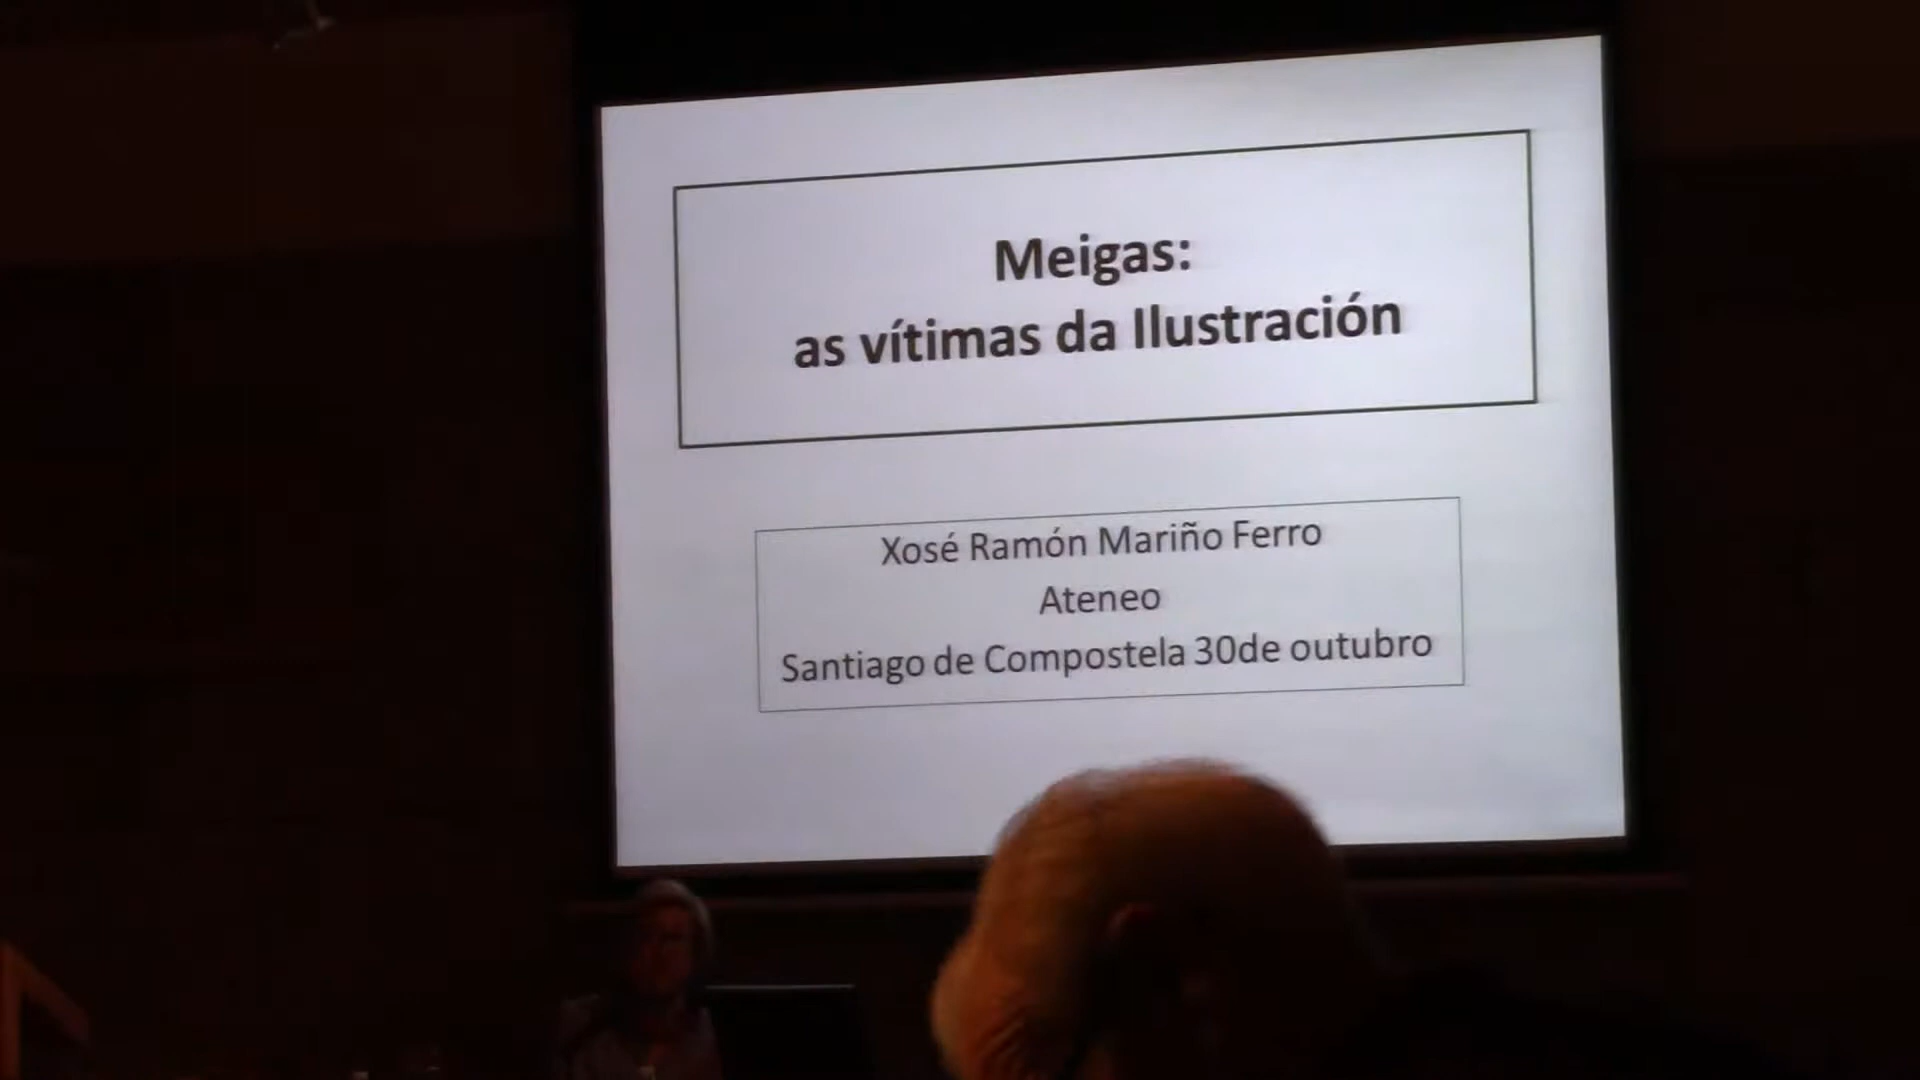 Meigas:
as vítimas da Ilustración
Xosé Ramón Mariño Ferro
Ateneo
Santiago de Compostela 30de outubro